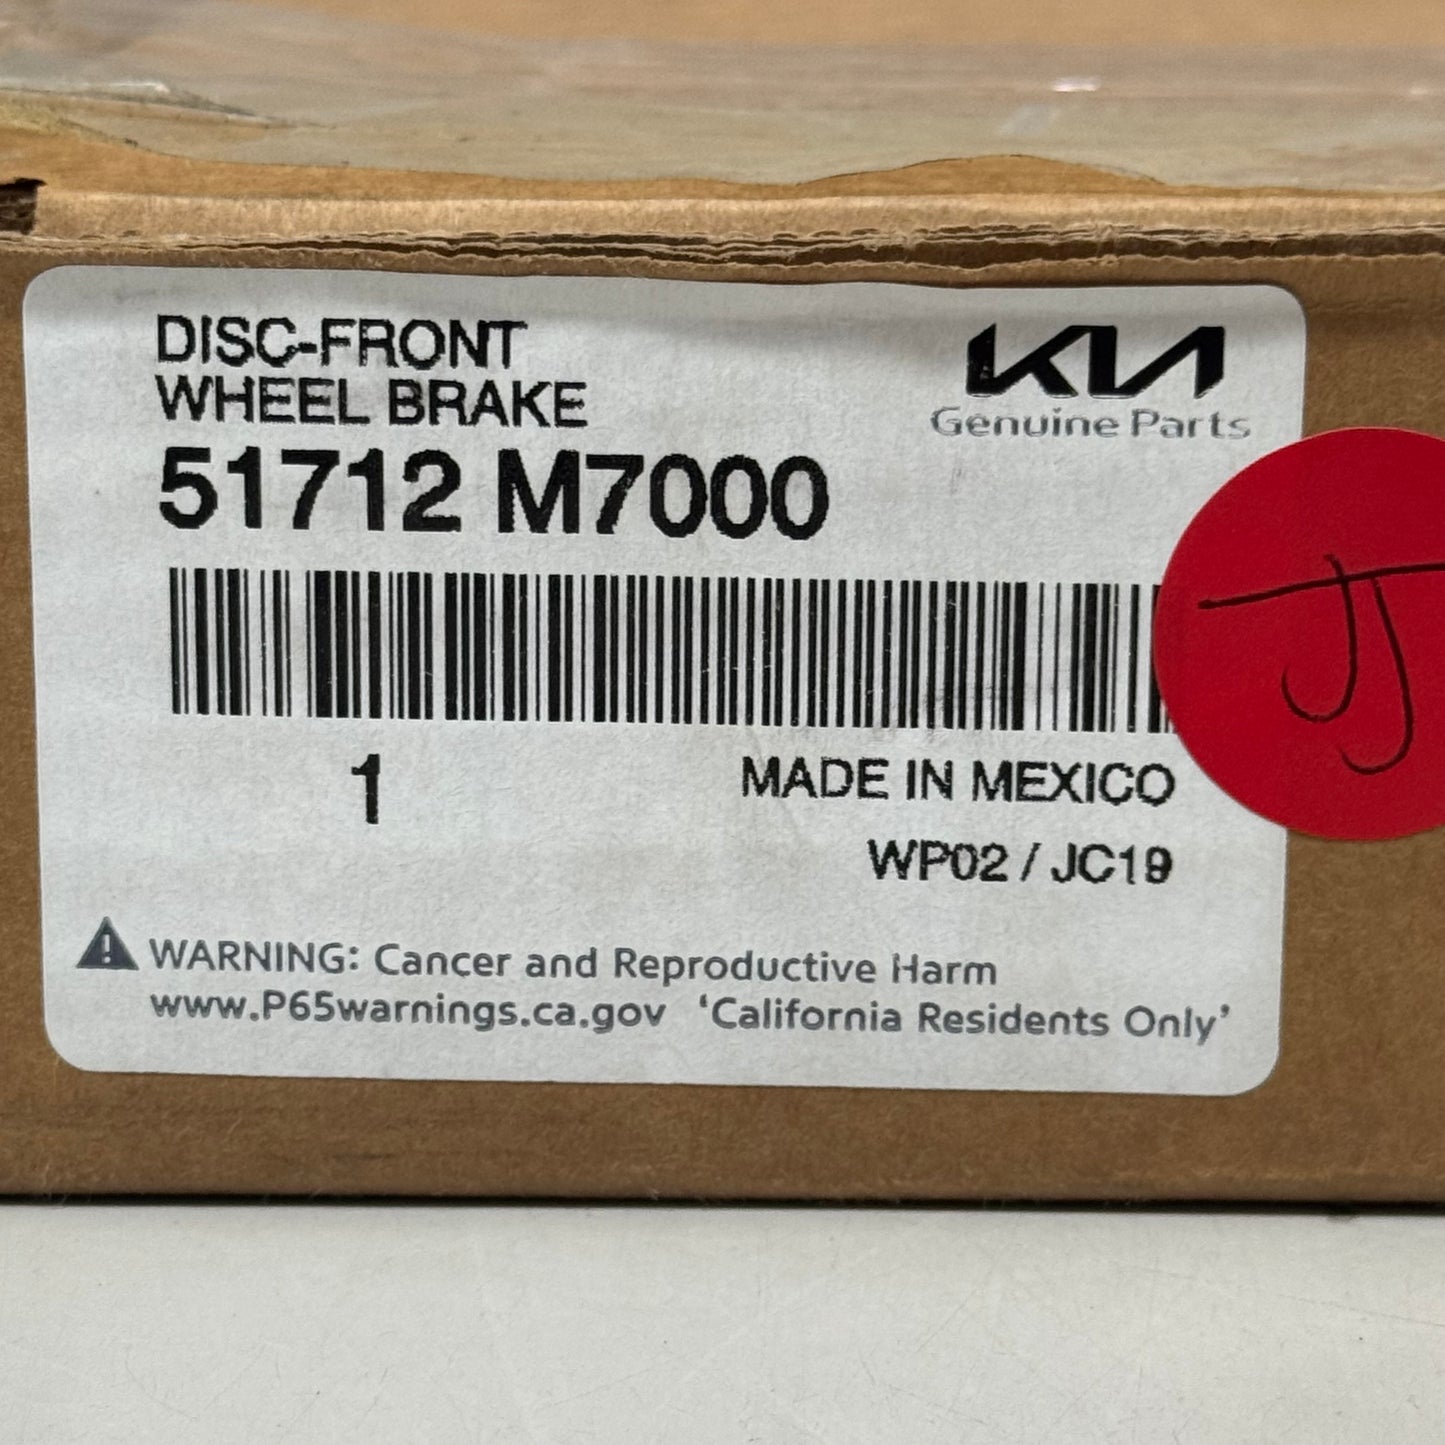 DISC-FRONT
WHEEL BRAKE
51712 M7000
KIA
Genuine Parts
JJ
1
MADE IN MEXICO
WP02 / JC19
WARNING: Cancer and Reproductive Harm
www.P65warnings.ca.gov ‘California Residents Only’